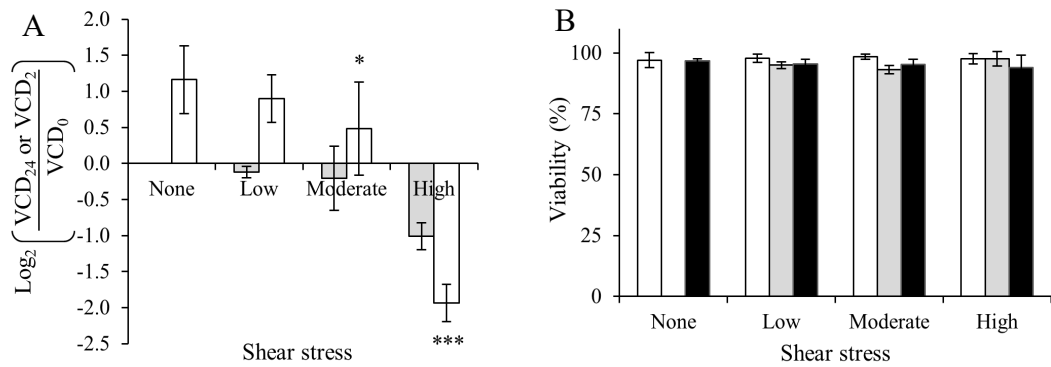 A
2.0
1.5
1.0
0.5
0.0
-0.5
-1.0
-1.5
-2.0
-2.5
Log₂ { VCD₂₄ or VCD₂ / VCD₀ }
None Low Moderate High
*
***
Shear stress
B
100
75
50
25
0
Viability (%)
None Low Moderate High
Shear stress